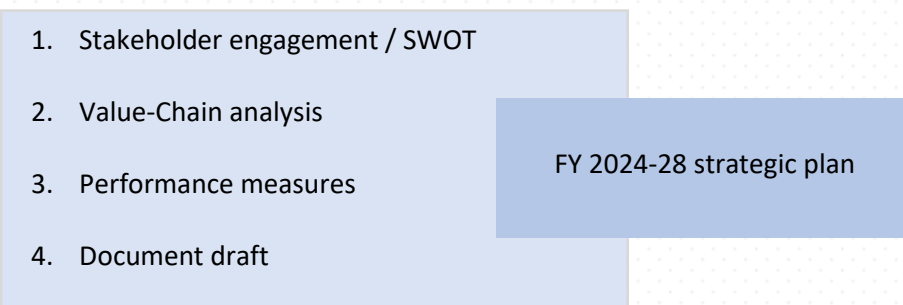 1. Stakeholder engagement / SWOT
2. Value-Chain analysis
3. Performance measures
4. Document draft
FY 2024-28 strategic plan